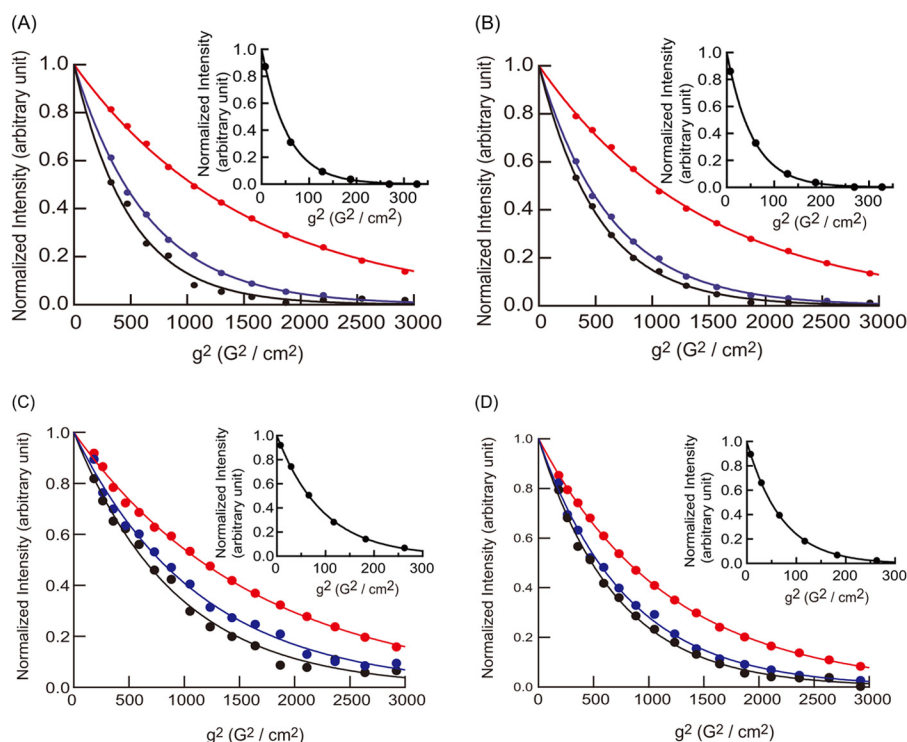 (A)
Normalized Intensity (arbitrary unit)
1.0
0.8
0.6
0.4
0.2
0.0
0 500 1000 1500 2000 2500 3000
g² (G² / cm²)
Normalized Intensity
(arbitrary unit)
1.0
0.8
0.6
0.4
0.2
0.0
0 100 200 300
g² (G² / cm²)
(B)
Normalized Intensity (arbitrary unit)
1.0
0.8
0.6
0.4
0.2
0.0
0 500 1000 1500 2000 2500 3000
g² (G² / cm²)
Normalized Intensity
(arbitrary unit)
1.0
0.8
0.6
0.4
0.2
0.0
0 100 200 300
g² (G² / cm²)
(C)
Normalized Intensity (arbitrary unit)
1.0
0.8
0.6
0.4
0.2
0.0
0 500 1000 1500 2000 2500 3000
g² (G² / cm²)
Normalized Intensity
(arbitrary unit)
1.0
0.8
0.6
0.4
0.2
0.0
0 100 200 300
g² (G² / cm²)
(D)
Normalized Intensity (arbitrary unit)
1.0
0.8
0.6
0.4
0.2
0.0
0 500 1000 1500 2000 2500 3000
g² (G² / cm²)
Normalized Intensity
(arbitrary unit)
1.0
0.8
0.6
0.4
0.2
0.0
0 100 200 300
g² (G² / cm²)